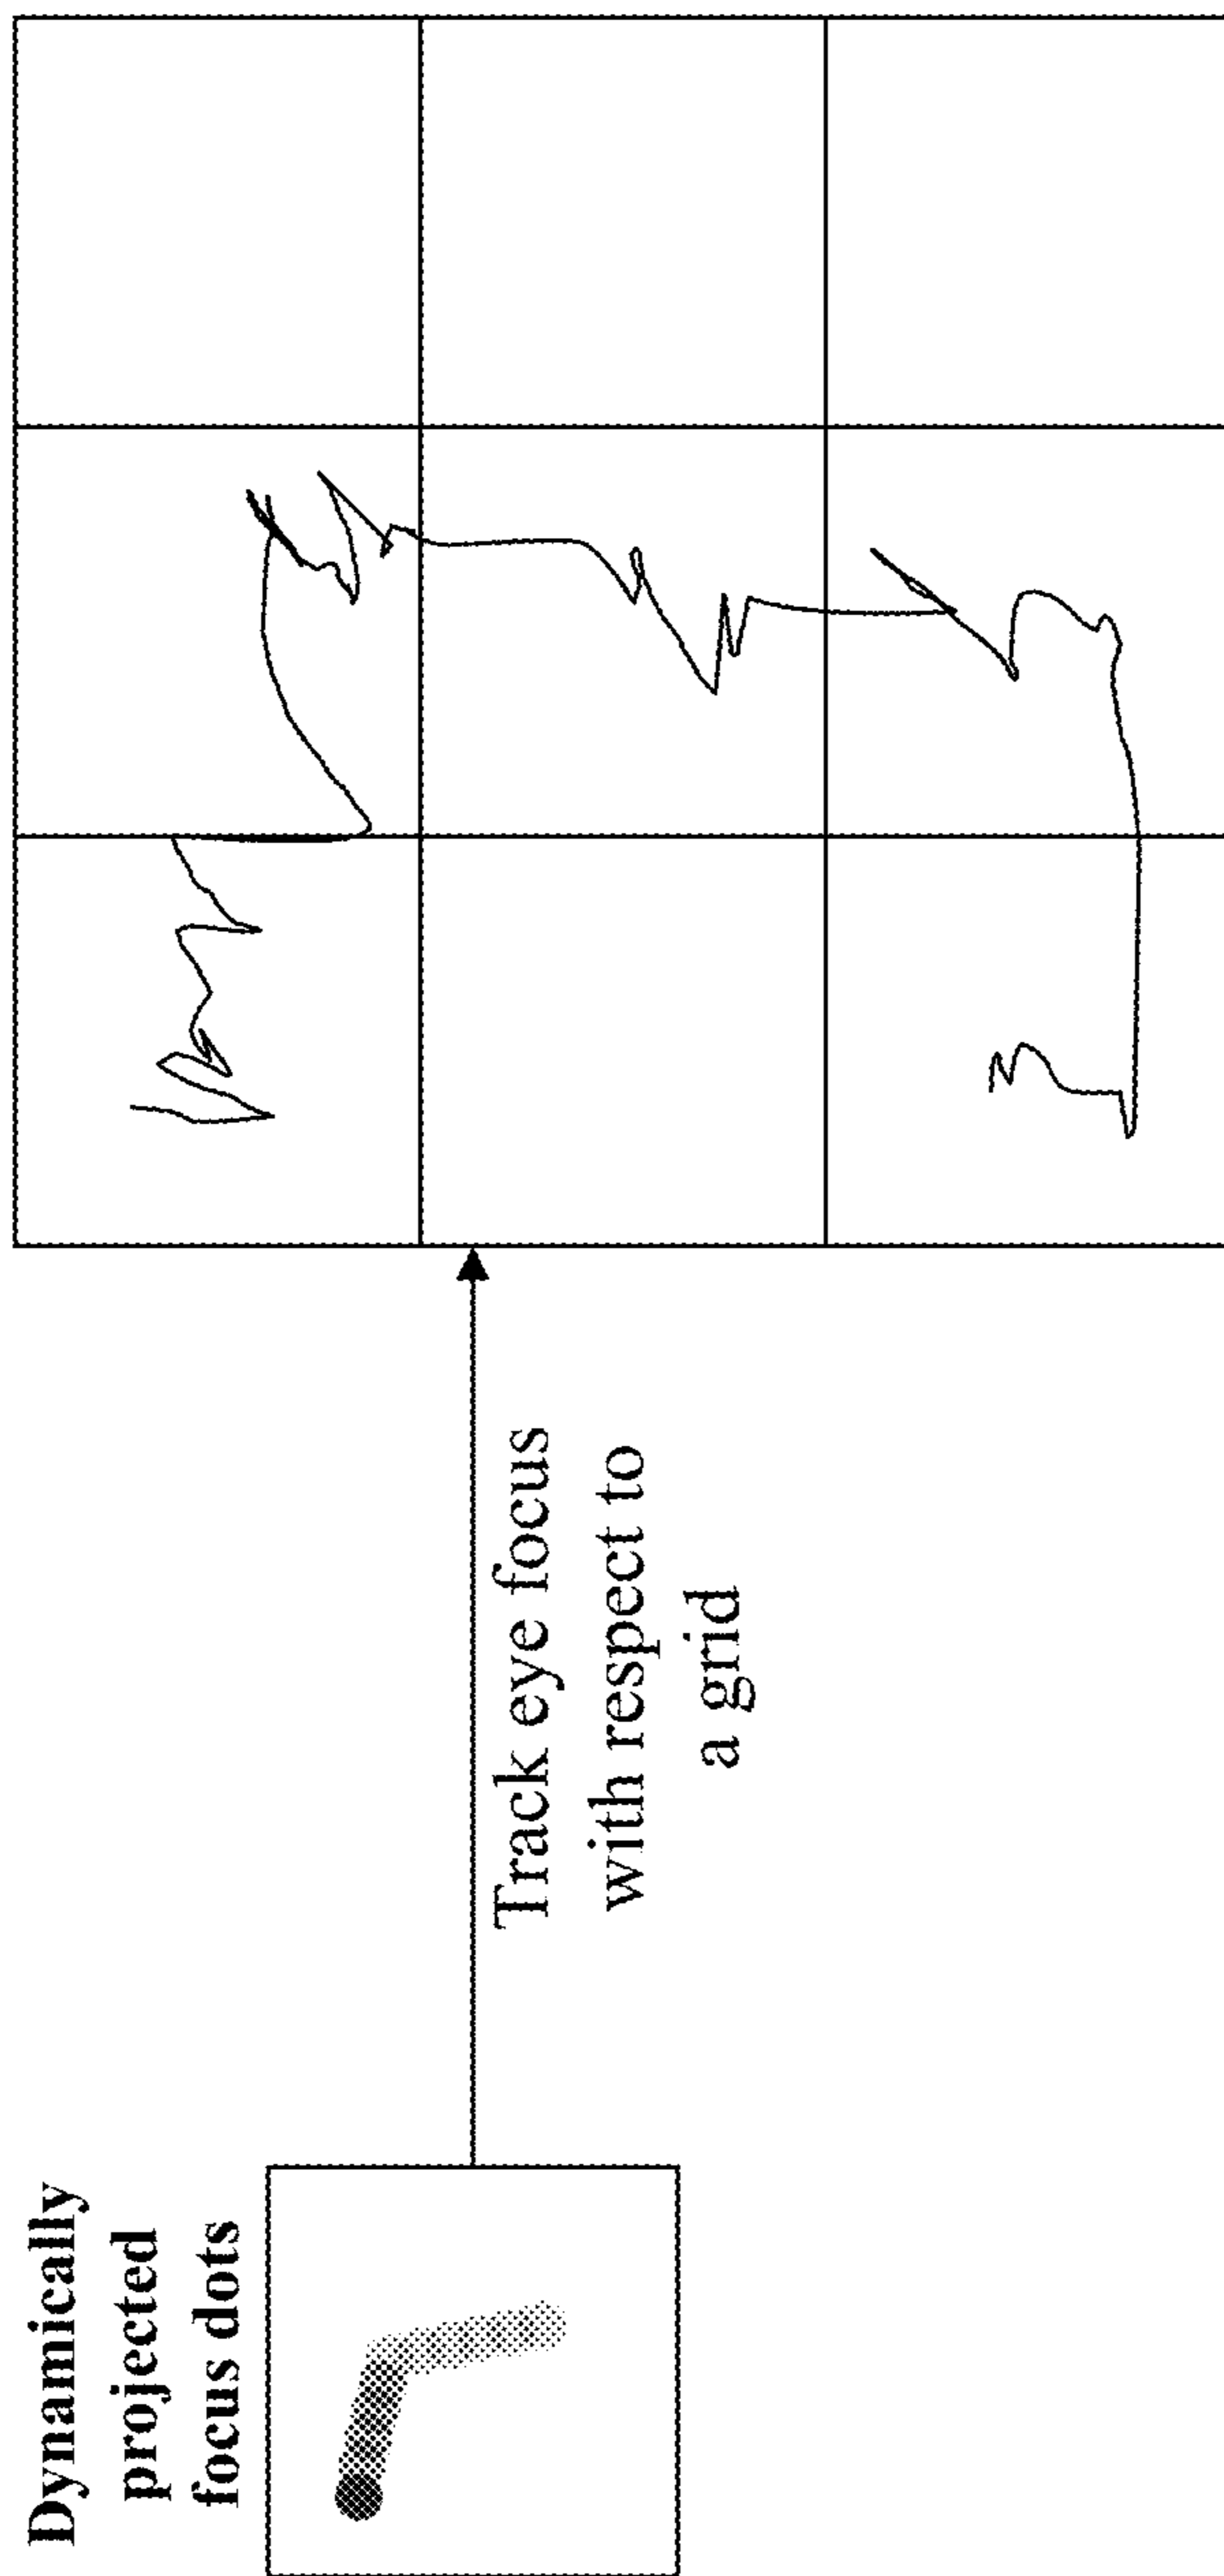 Dynamically
projected
focus dots
Track eye focus
with respect to
a grid